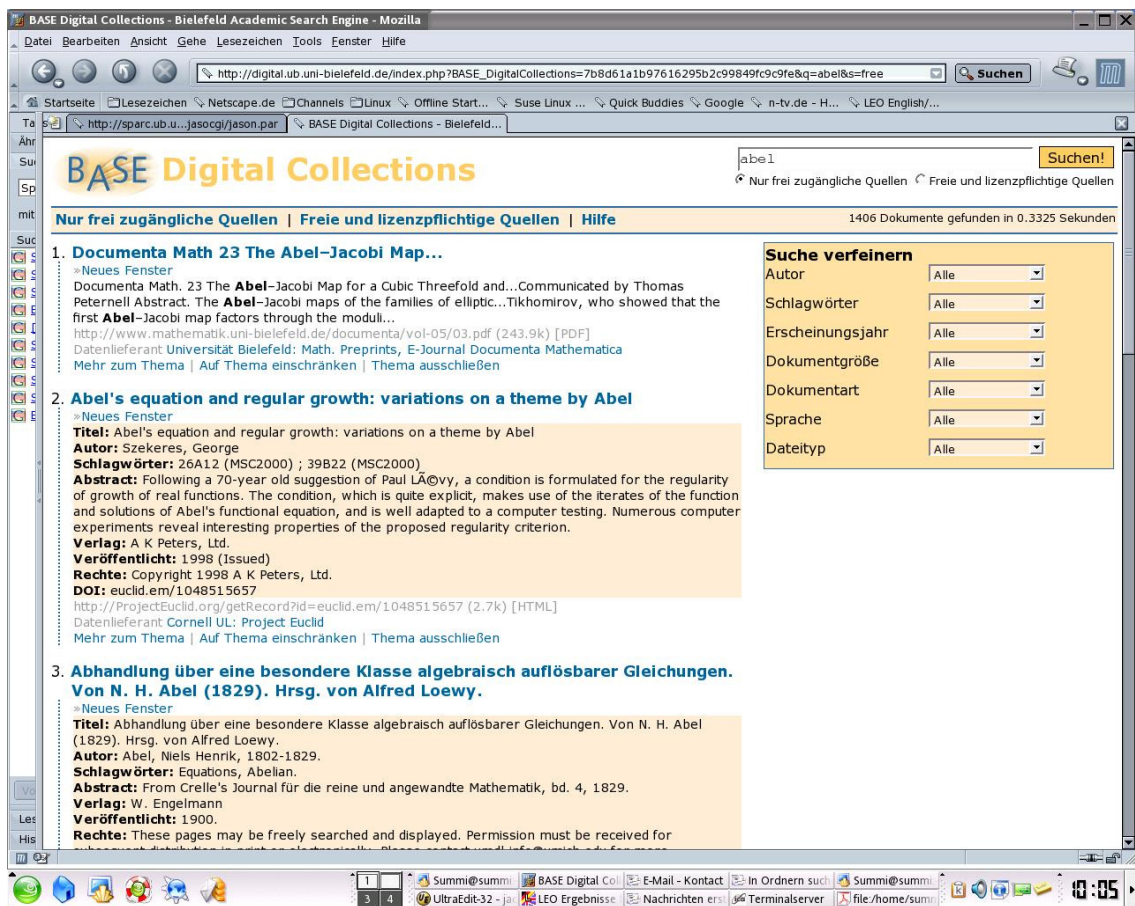 BASE Digital Collections - Bielefeld Academic Search Engine - Mozilla
Datei Bearbeiten Ansicht Gehe Lesezeichen Tools Fenster Hilfe
http://digital.ub.uni-bielefeld.de/index.php?BASE_DigitalCollections=7b8d61a1b97616295b2c99849fc9c9fe&q=abel&s=free Suchen
Startseite Lesezeichen Netscape.de Channels Linux Offline Start... Suse Linux ... Quick Buddies Google n-tv.de - H... LEO English/...
http://sparc.ub.u...jasocgi/jason.par BASE Digital Collections - Bielefeld...
BASE Digital Collections
abel Suchen!
Nur frei zugängliche Quellen Freie und lizenzpflichtige Quellen
Nur frei zugängliche Quellen | Freie und lizenzpflichtige Quellen | Hilfe
1406 Dokumente gefunden in 0.3325 Sekunden
1. Documenta Math 23 The Abel–Jacobi Map...
»Neues Fenster
Documenta Math. 23 The Abel–Jacobi Map for a Cubic Threefold and...Communicated by Thomas
Peternell Abstract. The Abel–Jacobi maps of the families of elliptic...Tikhomirov, who showed that the
first Abel–Jacobi map factors through the moduli...
http://www.mathematik.uni-bielefeld.de/documenta/vol-05/03.pdf (243.9k) [PDF]
Datenlieferant Universität Bielefeld: Math. Preprints, E-Journal Documenta Mathematica
Mehr zum Thema | Auf Thema einschränken | Thema ausschließen
2. Abel's equation and regular growth: variations on a theme by Abel
»Neues Fenster
Titel: Abel's equation and regular growth: variations on a theme by Abel
Autor: Szekeres, George
Schlagwörter: 26A12 (MSC2000) ; 39B22 (MSC2000)
Abstract: Following a 70-year old suggestion of Paul LÃ©vy, a condition is formulated for the regularity
of growth of real functions. The condition, which is quite explicit, makes use of the iterates of the function
and solutions of Abel's functional equation, and is well adapted to a computer testing. Numerous computer
experiments reveal interesting properties of the proposed regularity criterion.
Verlag: A K Peters, Ltd.
Veröffentlicht: 1998 (Issued)
Rechte: Copyright 1998 A K Peters, Ltd.
DOI: euclid.em/1048515657
http://ProjectEuclid.org/getRecord?id=euclid.em/1048515657 (2.7k) [HTML]
Datenlieferant Cornell UL: Project Euclid
Mehr zum Thema | Auf Thema einschränken | Thema ausschließen
3. Abhandlung über eine besondere Klasse algebraisch auflösbarer Gleichungen.
Von N. H. Abel (1829). Hrsg. von Alfred Loewy.
»Neues Fenster
Titel: Abhandlung über eine besondere Klasse algebraisch auflösbarer Gleichungen. Von N. H. Abel
(1829). Hrsg. von Alfred Loewy.
Autor: Abel, Niels Henrik, 1802-1829.
Schlagwörter: Equations, Abelian.
Abstract: From Crelle's Journal für die reine und angewandte Mathematik, bd. 4, 1829.
Verlag: W. Engelmann
Veröffentlicht: 1900.
Rechte: These pages may be freely searched and displayed. Permission must be received for
Suche verfeinern
Autor Alle
Schlagwörter Alle
Erscheinungsjahr Alle
Dokumentgröße Alle
Dokumentart Alle
Sprache Alle
Dateityp Alle
1 3 4
Summi@summi BASE Digital Col E-Mail - Kontact In Ordnern such Summi@summi
UltraEdit-32 - ja LEO Ergebnisse Nachrichten erst Terminalserver file:/home/sum
10:05